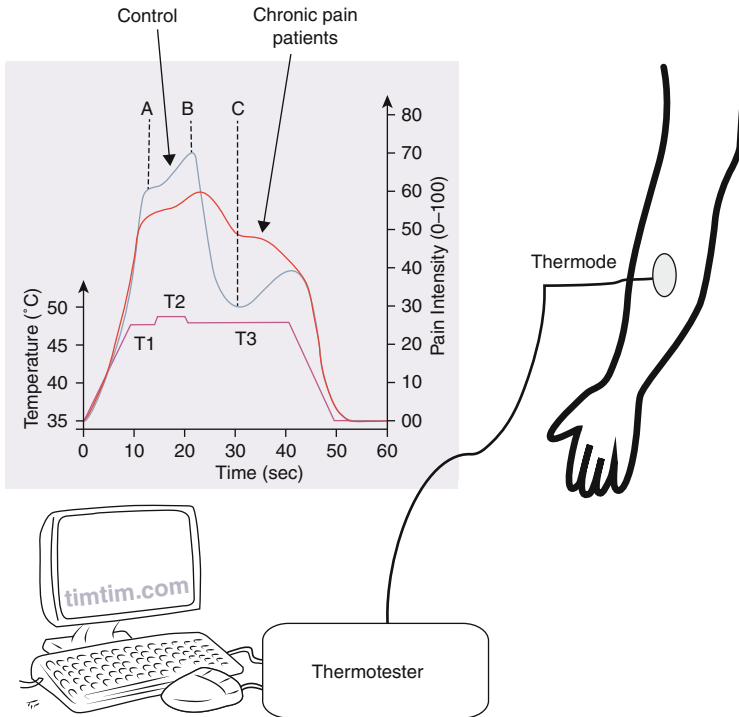 Control
Chronic pain
patients
A
B
C
80
70
60
50
40
30
20
10
00
Pain Intensity (0–100)
50
45
40
35
Temperature (˚C)
T1
T2
T3
0
10
20
30
40
50
60
Time (sec)
Thermode
timtim.com
Thermotester